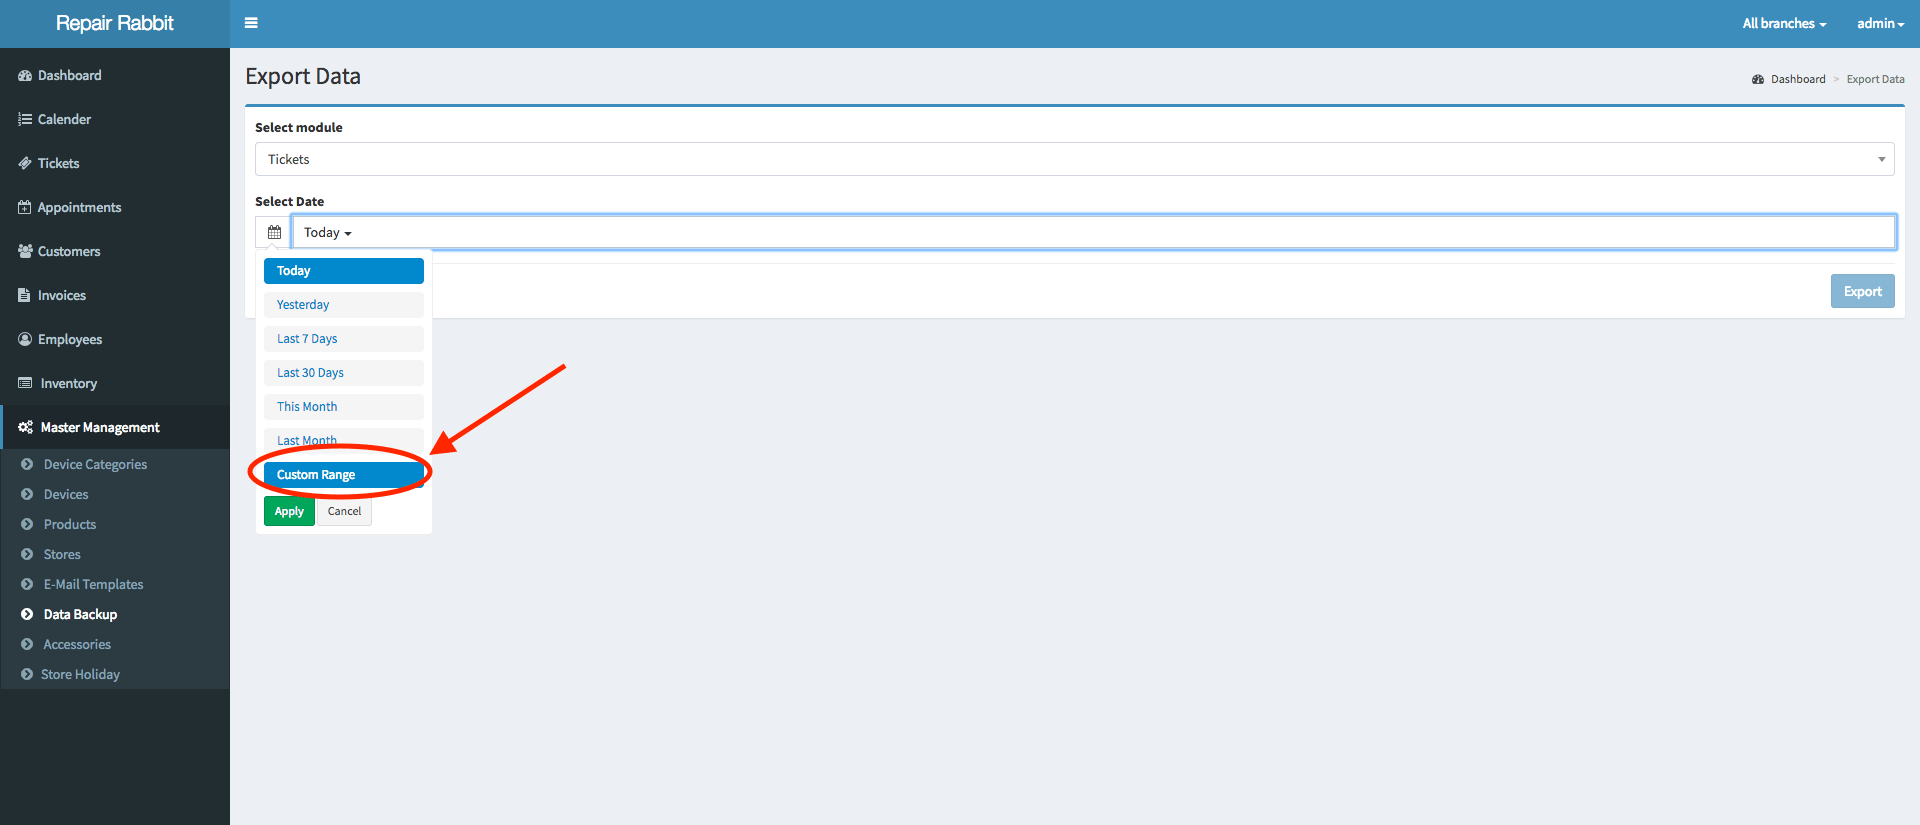 Repair Rabbit
All branches
admin
Dashboard
Calender
Tickets
Appointments
Customers
Invoices
Employees
Inventory
Master Management
Device Categories
Devices
Products
Stores
E-Mail Templates
Data Backup
Accessories
Store Holiday
Export Data
Dashboard > Export Data
Select module
Tickets
Select Date
Today
Today
Yesterday
Last 7 Days
Last 30 Days
This Month
Last Month
Custom Range
Apply Cancel
Export